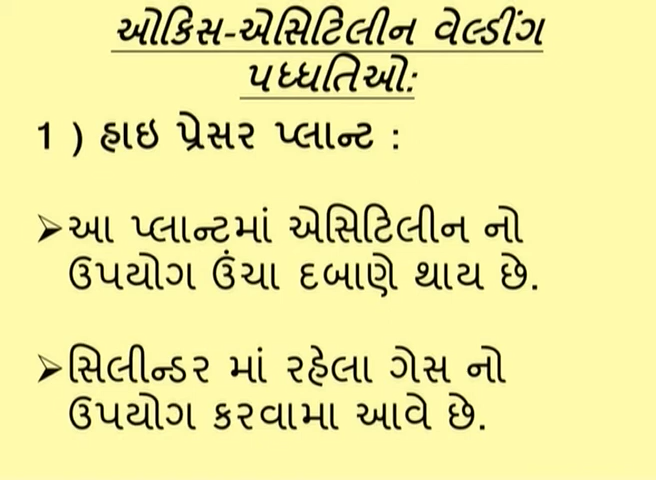 ઓકિસ-એસિટિલીન વેલ્ડીંગ
પધ્ધતિઓ:
1 ) હાઇ પ્રેસર પ્લાન્ટ :
➢આ પ્લાન્ટમાં એસિટિલીન નો
ઉપયોગ ઉંચા દબાણે થાય છે.
➢સિલીન્ડર માં રહેલા ગેસ નો
ઉપયોગ કરવામા આવે છે.